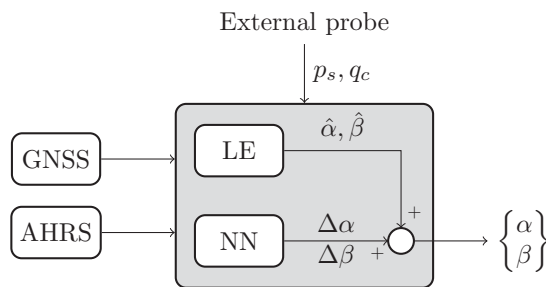 External probe
p_s, q_c
GNSS
LE
α̂, β̂
AHRS
NN
Δα
Δβ
+
+
{α
β}